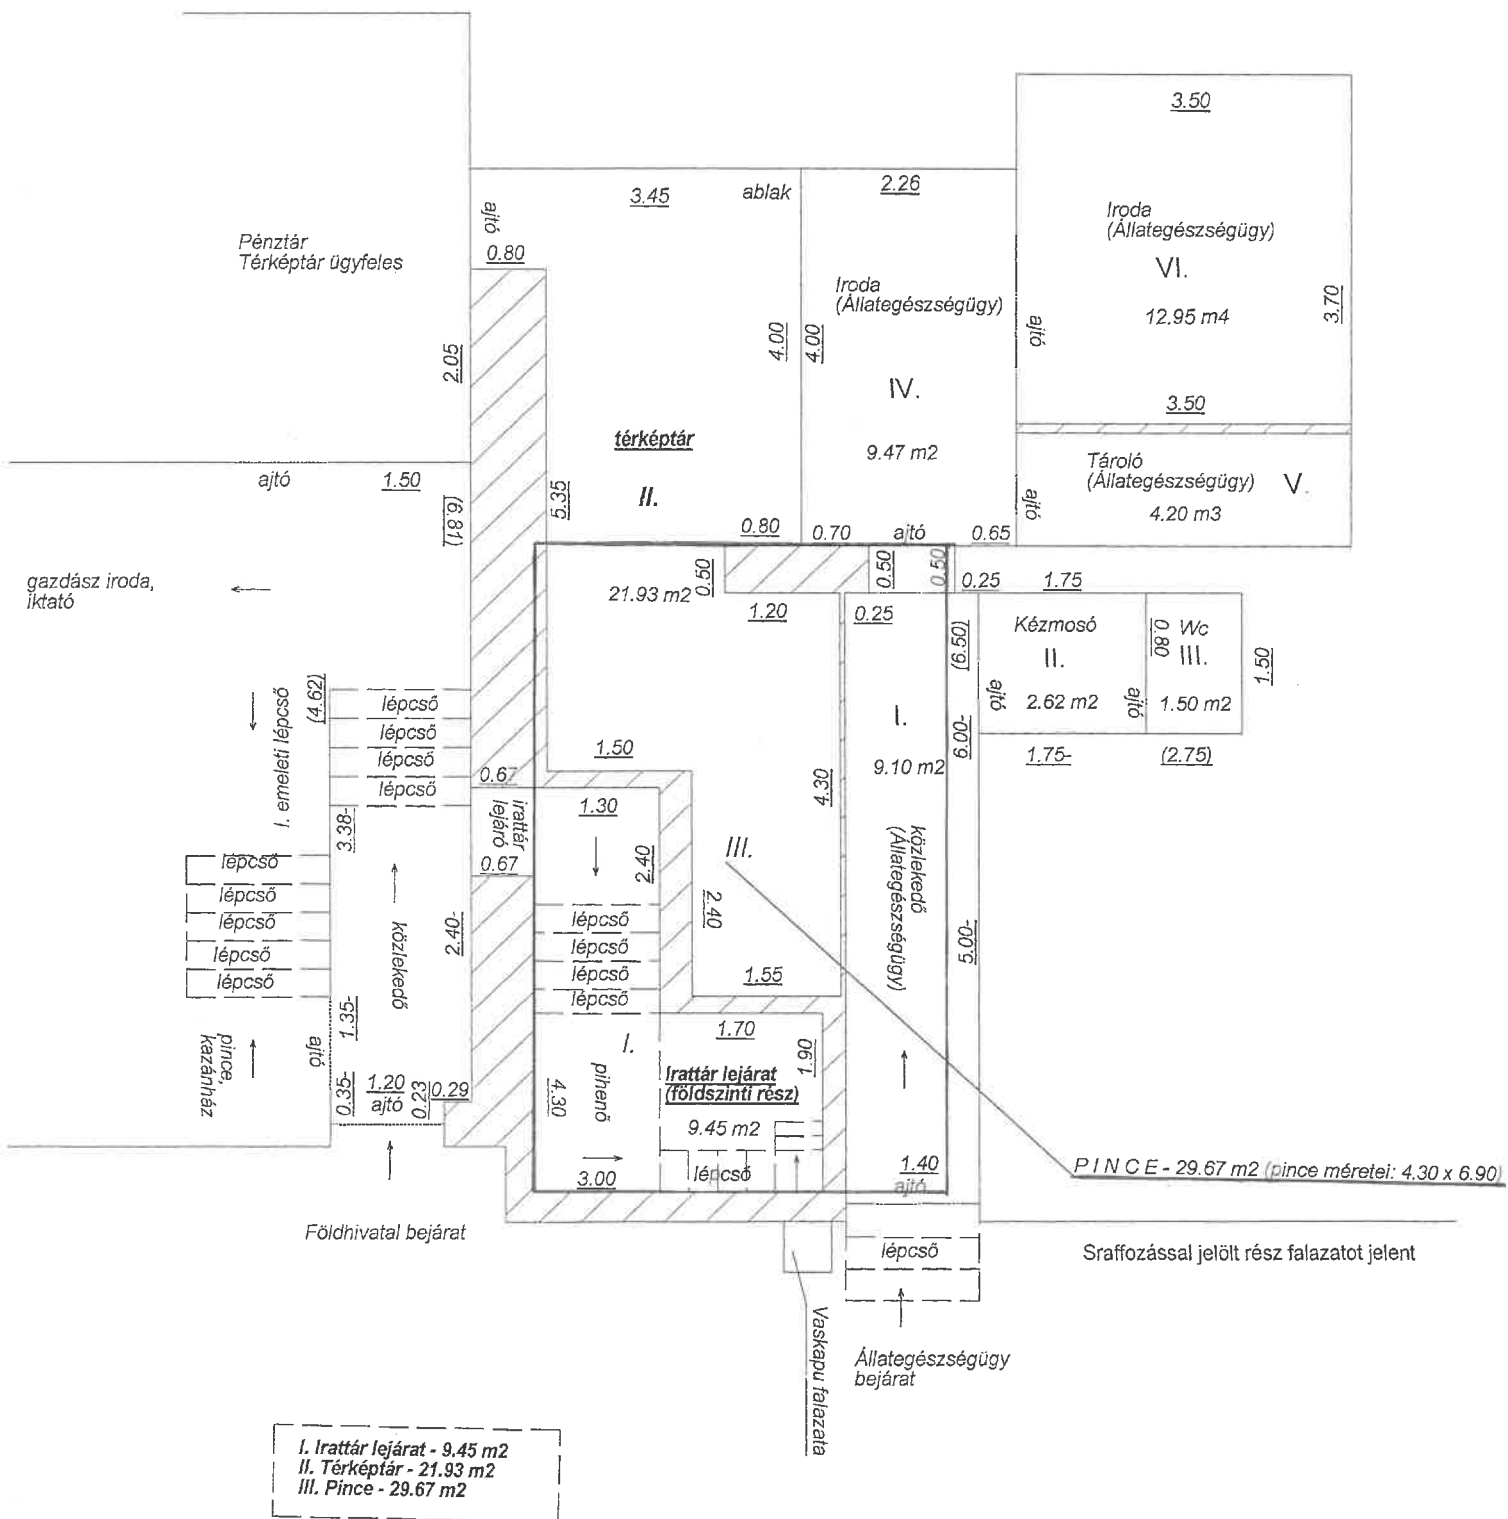 3.50
Iroda
(Állategészségügy)
VI.
12.95 m4
3.70
ajtó
3.50
3.45
ablak
ajtó
0.80
2.26
Iroda
(Állategészségügy)
4.00
4.00
IV.
9.47 m2
Pénztár
Térképtár ügyfeles
2.05
térképtár
II.
5.35
0.80
0.70
ajtó
0.65
Tároló
(Állategészségügy)
V.
4.20 m3
ajtó
ajtó
1.50
(6.81)
gazdász iroda,
iktató
21.93 m2
0.50
1.20
0.50
0.50
0.25
0.25
1.75
(6.50)
Kézmosó
II.
2.62 m2
ajtó
0.80
Wc
III.
1.50 m2
ajtó
1.50
1.75-
(2.75)
I.
9.10 m2
6.00-
(4.62)
I. emeleti lépcső
lépcső
lépcső
lépcső
lépcső
1.50
0.67
irattár
lejáró
0.67
1.30
2.40
4.30
III.
2.40
közlekedő
(Állategészségügy)
5.00-
3.38-
lépcső
lépcső
lépcső
lépcső
lépcső
közlekedő
2.40-
lépcső
lépcső
lépcső
lépcső
1.55
1.35-
pince,
kazánház
ajtó
0.35-
1.20
ajtó
0.23
0.29
I.
1.70
1.90
pihenő
4.30
Irattár lejárat
(földszinti rész)
9.45 m2
lépcső
3.00
1.40
ajtó
PINCE - 29.67 m2 (pince méretei: 4.30 x 6.90)
Földhivatal bejárat
lépcső
Sraffozással jelölt rész falazatot jelent
Vaskapu falazata
Állategészségügy
bejárat
I. Irattár lejárat - 9.45 m2
II. Térképtár - 21.93 m2
III. Pince - 29.67 m2